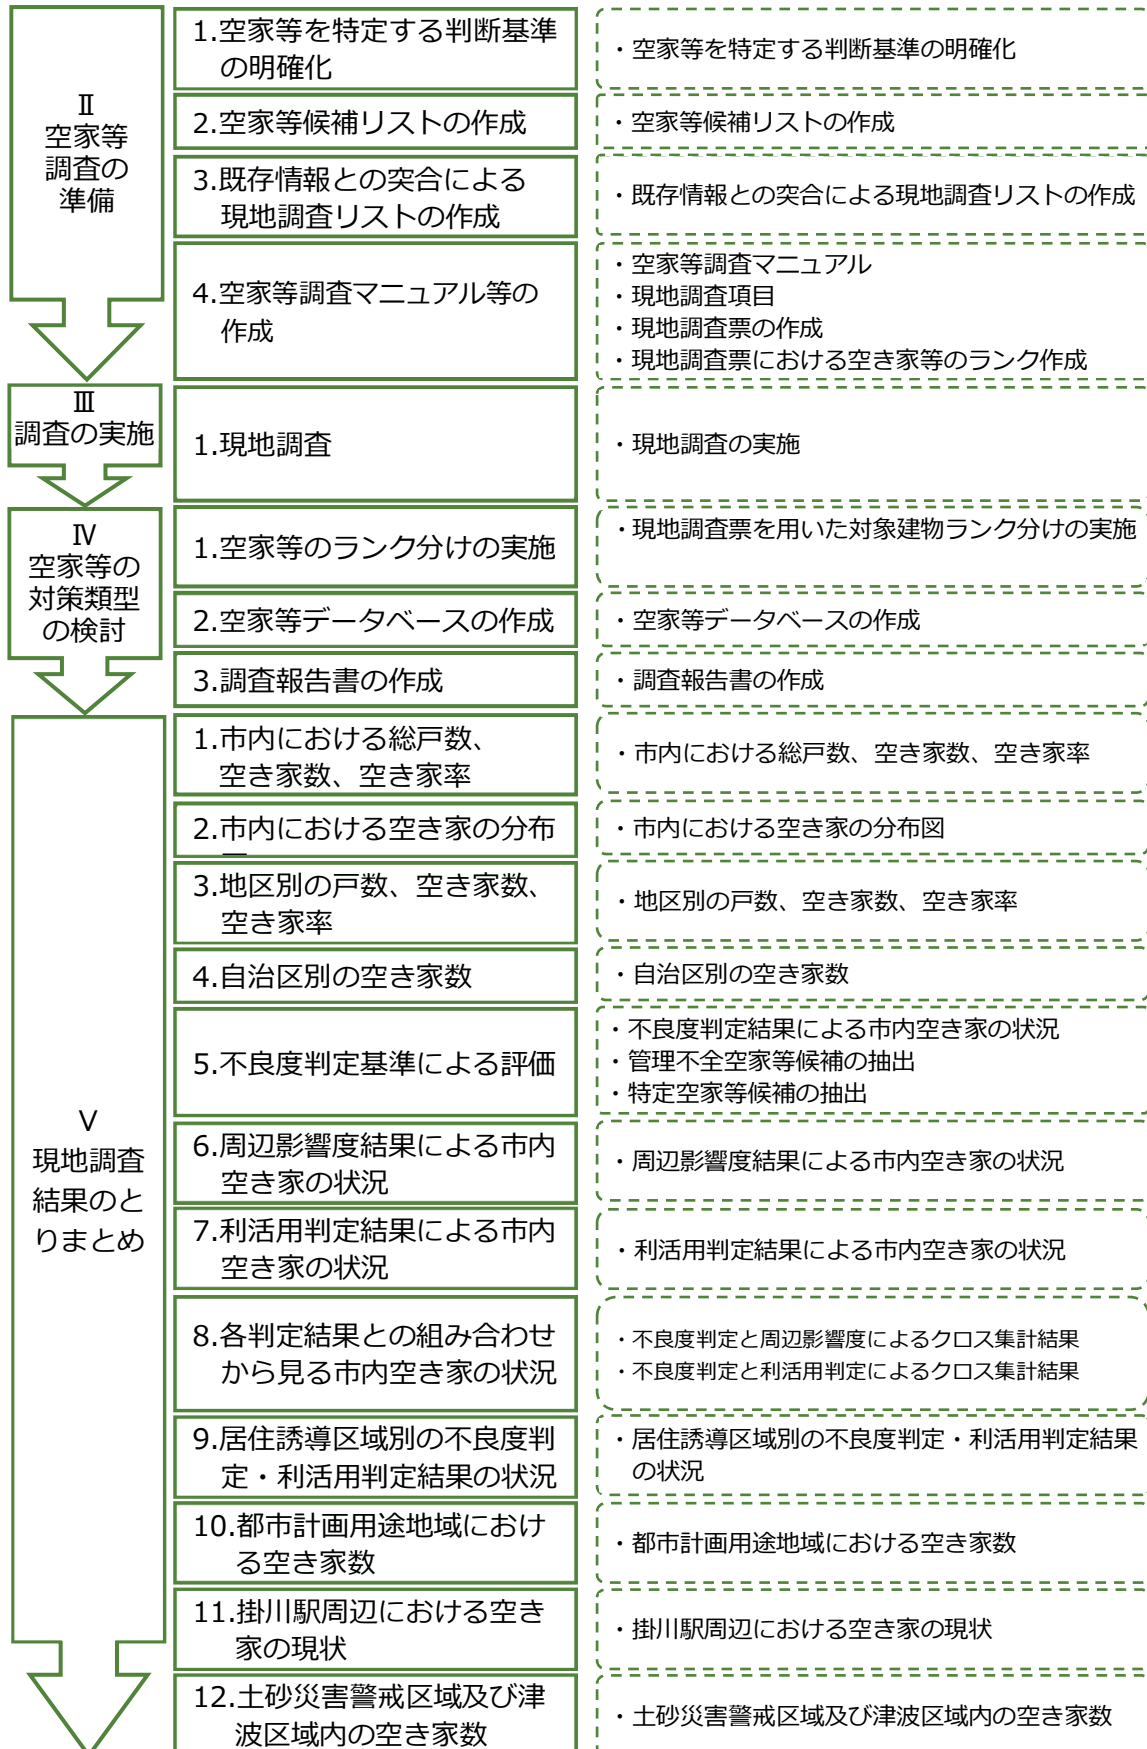 Ⅱ
空家等
調査の
準備
1.空家等を特定する判断基準
の明確化
・空家等を特定する判断基準の明確化
2.空家等候補リストの作成
・空家等候補リストの作成
3.既存情報との突合による
現地調査リストの作成
・既存情報との突合による現地調査リストの作成
4.空家等調査マニュアル等の
作成
・空家等調査マニュアル
・現地調査項目
・現地調査票の作成
・現地調査票における空き家等のランク作成
Ⅲ
調査の実施
1.現地調査
・現地調査の実施
Ⅳ
空家等の
対策類型
の検討
1.空家等のランク分けの実施
・現地調査票を用いた対象建物ランク分けの実施
2.空家等データベースの作成
・空家等データベースの作成
3.調査報告書の作成
・調査報告書の作成
Ⅴ
現地調査
結果のと
りまとめ
1.市内における総戸数、
空き家数、空き家率
・市内における総戸数、空き家数、空き家率
2.市内における空き家の分布
・市内における空き家の分布図
3.地区別の戸数、空き家数、
空き家率
・地区別の戸数、空き家数、空き家率
4.自治区別の空き家数
・自治区別の空き家数
5.不良度判定基準による評価
・不良度判定結果による市内空き家の状況
・管理不全空家等候補の抽出
・特定空家等候補の抽出
6.周辺影響度結果による市内
空き家の状況
・周辺影響度結果による市内空き家の状況
7.利活用判定結果による市内
空き家の状況
・利活用判定結果による市内空き家の状況
8.各判定結果との組み合わせ
から見る市内空き家の状況
・不良度判定と周辺影響度によるクロス集計結果
・不良度判定と利活用判定によるクロス集計結果
9.居住誘導区域別の不良度判
定・利活用判定結果の状況
・居住誘導区域別の不良度判定・利活用判定結果
の状況
10.都市計画用途地域におけ
る空き家数
・都市計画用途地域における空き家数
11.掛川駅周辺における空き
家の現状
・掛川駅周辺における空き家の現状
12.土砂災害警戒区域及び津
波区域内の空き家数
・土砂災害警戒区域及び津波区域内の空き家数